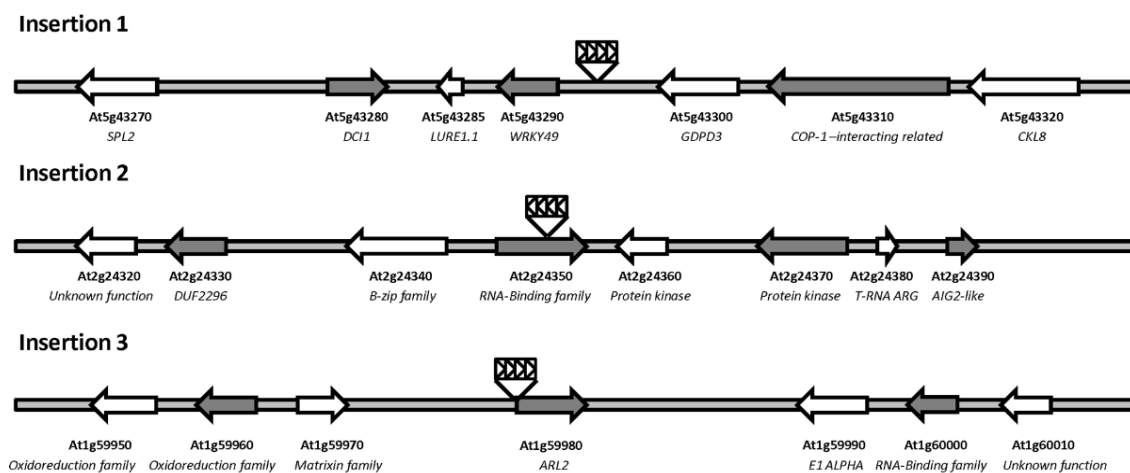 Insertion 1
At5g43270 At5g43280 At5g43285 At5g43290 At5g43300 At5g43310 At5g43320
SPL2 DCI1 LURE1.1 WRKY49 GDPD3 COP-1–interacting related CKL8
Insertion 2
At2g24320 At2g24330 At2g24340 At2g24350 At2g24360 At2g24370 At2g24380 At2g24390
Unknown function DUF2296 B-zip family RNA-Binding family Protein kinase Protein kinase T-RNA ARG AIG2-like
Insertion 3
At1g59950 At1g59960 At1g59970 At1g59980 At1g59990 At1g60000 At1g60010
Oxidoreduction family Oxidoreduction family Matrixin family ARL2 E1 ALPHA RNA-Binding family Unknown function